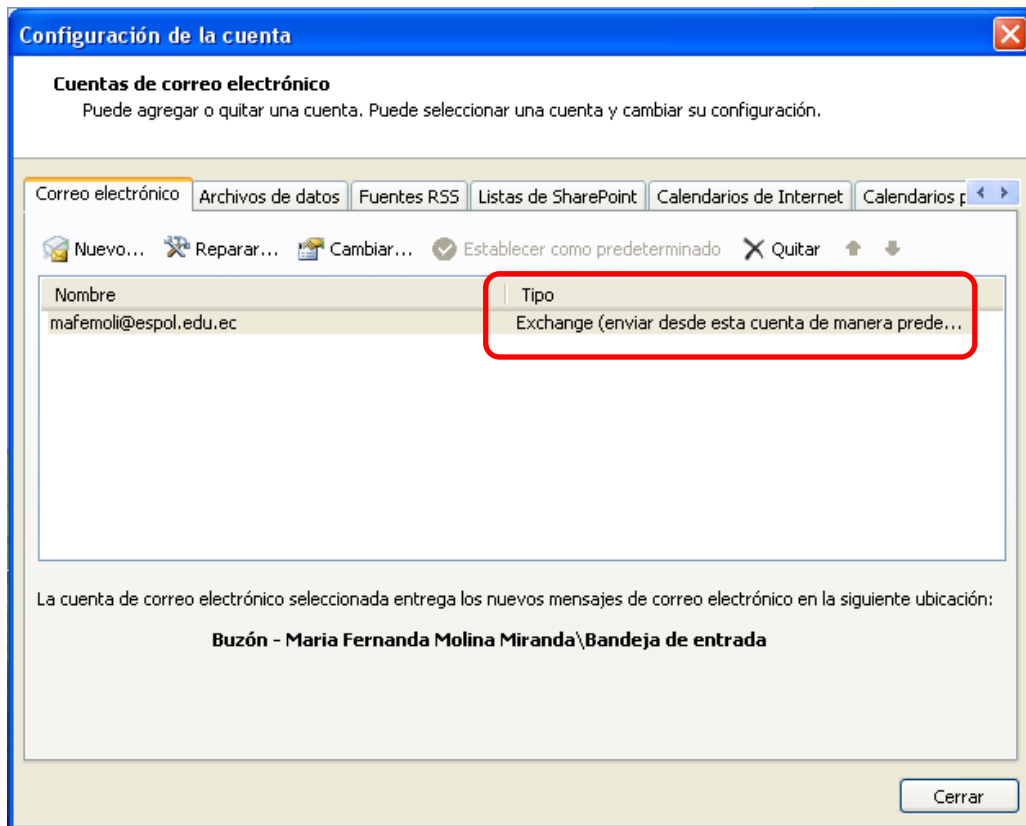 Configuración de la cuenta
Cuentas de correo electrónico
Puede agregar o quitar una cuenta. Puede seleccionar una cuenta y cambiar su configuración.
Correo electrónico Archivos de datos Fuentes RSS Listas de SharePoint Calendarios de Internet Calendarios p
Nuevo... Reparar... Cambiar... Establecer como predeterminado Quitar
Nombre Tipo
mafemoli@espol.edu.ec Exchange (enviar desde esta cuenta de manera prede...
La cuenta de correo electrónico seleccionada entrega los nuevos mensajes de correo electrónico en la siguiente ubicación:
Buzón - Maria Fernanda Molina Miranda\Bandeja de entrada
Cerrar